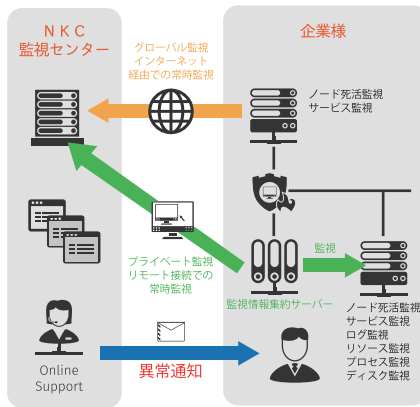 NKC
監視センター
企業様
グローバル監視
インターネット
経由での常時監視
ノード死活監視
サービス監視
プライベート監視
リモート接続での
常時監視
監視
監視情報集約サーバー
ノード死活監視
サービス監視
ログ監視
リソース監視
プロセス監視
ディスク監視
Online
Support
異常通知